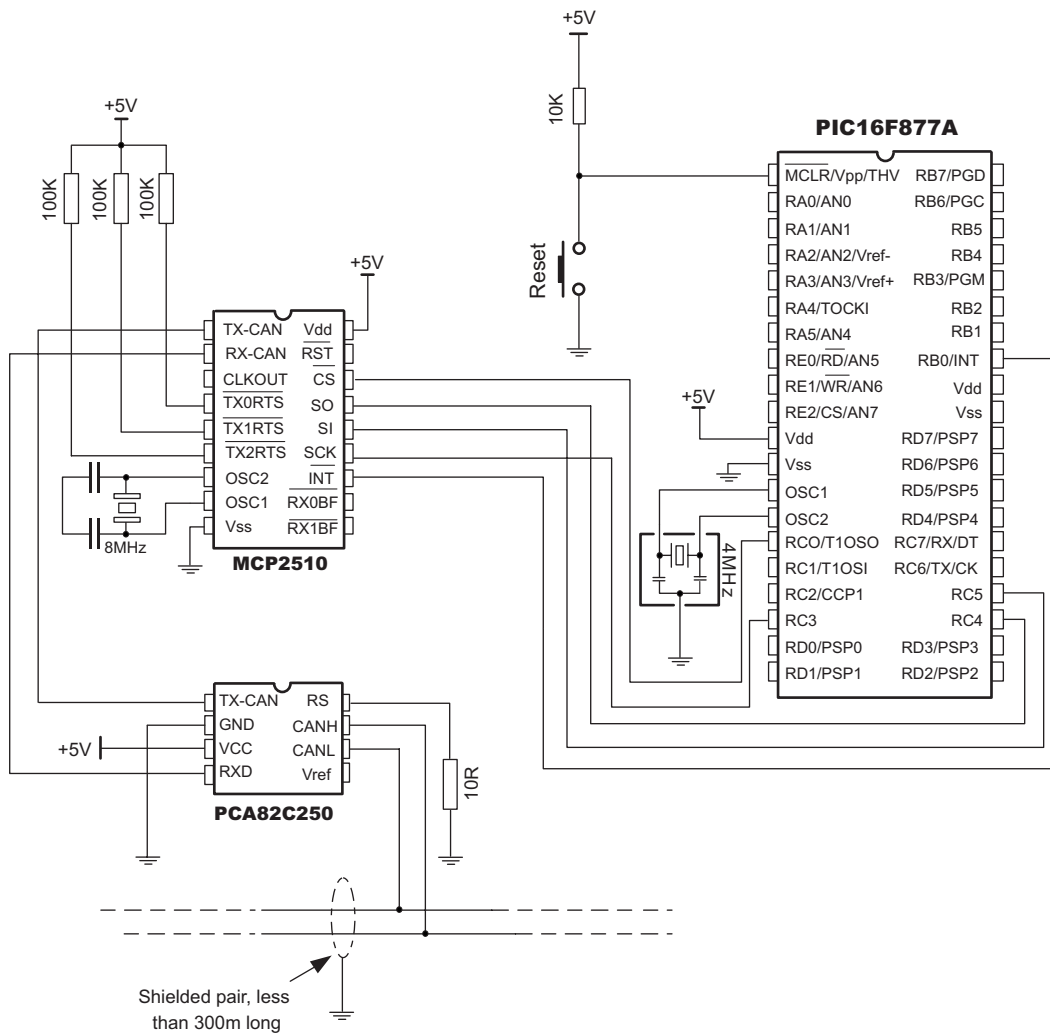 +5V
10K
Reset
+5V
100K
100K
100K
+5V
TX-CAN
RX-CAN
CLKOUT
TX0RTS
TX1RTS
TX2RTS
OSC2
OSC1
Vss
Vdd
RST
CS
SO
SI
SCK
INT
RX0BF
RX1BF
MCP2510
8MHz
PIC16F877A
MCLR/Vpp/THV
RA0/AN0
RA1/AN1
RA2/AN2/Vref-
RA3/AN3/Vref+
RA4/TOCKI
RA5/AN4
RE0/RD/AN5
RE1/WR/AN6
RE2/CS/AN7
Vdd
Vss
OSC1
OSC2
RCO/T1OSO
RC1/T1OSI
RC2/CCP1
RC3
RD0/PSP0
RD1/PSP1
RB7/PGD
RB6/PGC
RB5
RB4
RB3/PGM
RB2
RB1
RB0/INT
Vdd
Vss
RD7/PSP7
RD6/PSP6
RD5/PSP5
RD4/PSP4
RC7/RX/DT
RC6/TX/CK
RC5
RC4
RD3/PSP3
RD2/PSP2
+5V
4MHz
TX-CAN
GND
VCC
RXD
RS
CANH
CANL
Vref
PCA82C250
+5V
10R
Shielded pair, less
than 300m long